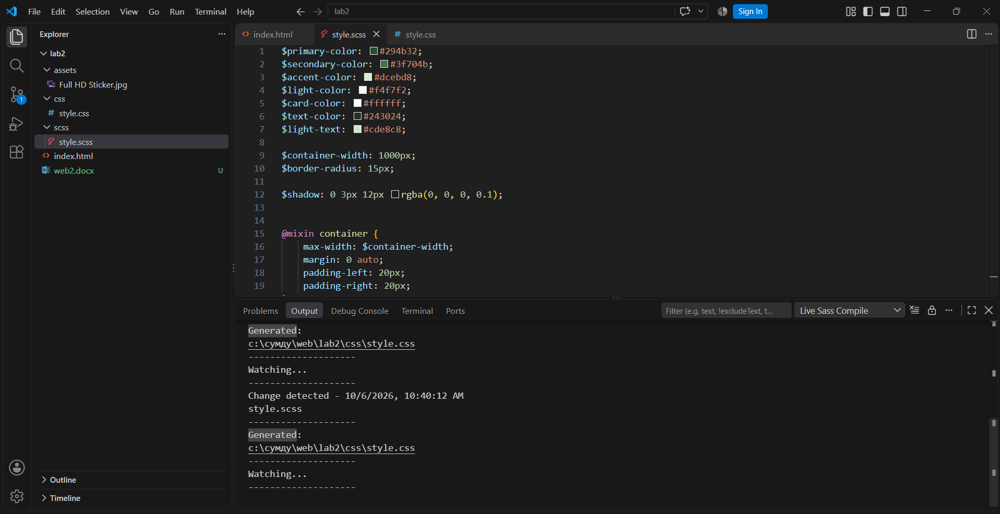 File Edit Selection View Go Run Terminal Help
lab2
Sign In
Explorer
lab2
assets
Full HD Sticker.jpg
css
# style.css
scss
style.scss
<> index.html
web2.docx U
1
Outline
Timeline
<> index.html
style.scss
# style.css
1 $primary-color: #294b32;
2 $secondary-color: #3f704b;
3 $accent-color: #dcebd8;
4 $light-color: #f4f7f2;
5 $card-color: #ffffff;
6 $text-color: #243024;
7 $light-text: #cde8c8;
8
9 $container-width: 1000px;
10 $border-radius: 15px;
11
12 $shadow: 0 3px 12px rgba(0, 0, 0, 0.1);
13
14
15 @mixin container {
16 max-width: $container-width;
17 margin: 0 auto;
18 padding-left: 20px;
19 padding-right: 20px;
Problems Output Debug Console Terminal Ports
Filter (e.g. text, !excludeText, t...
Live Sass Compile
Generated:
c:\сумду\web\lab2\css\style.css
--------------------
Watching...
--------------------
Change detected - 10/6/2026, 10:40:12 AM
style.scss
--------------------
Generated:
c:\сумду\web\lab2\css\style.css
--------------------
Watching...
--------------------